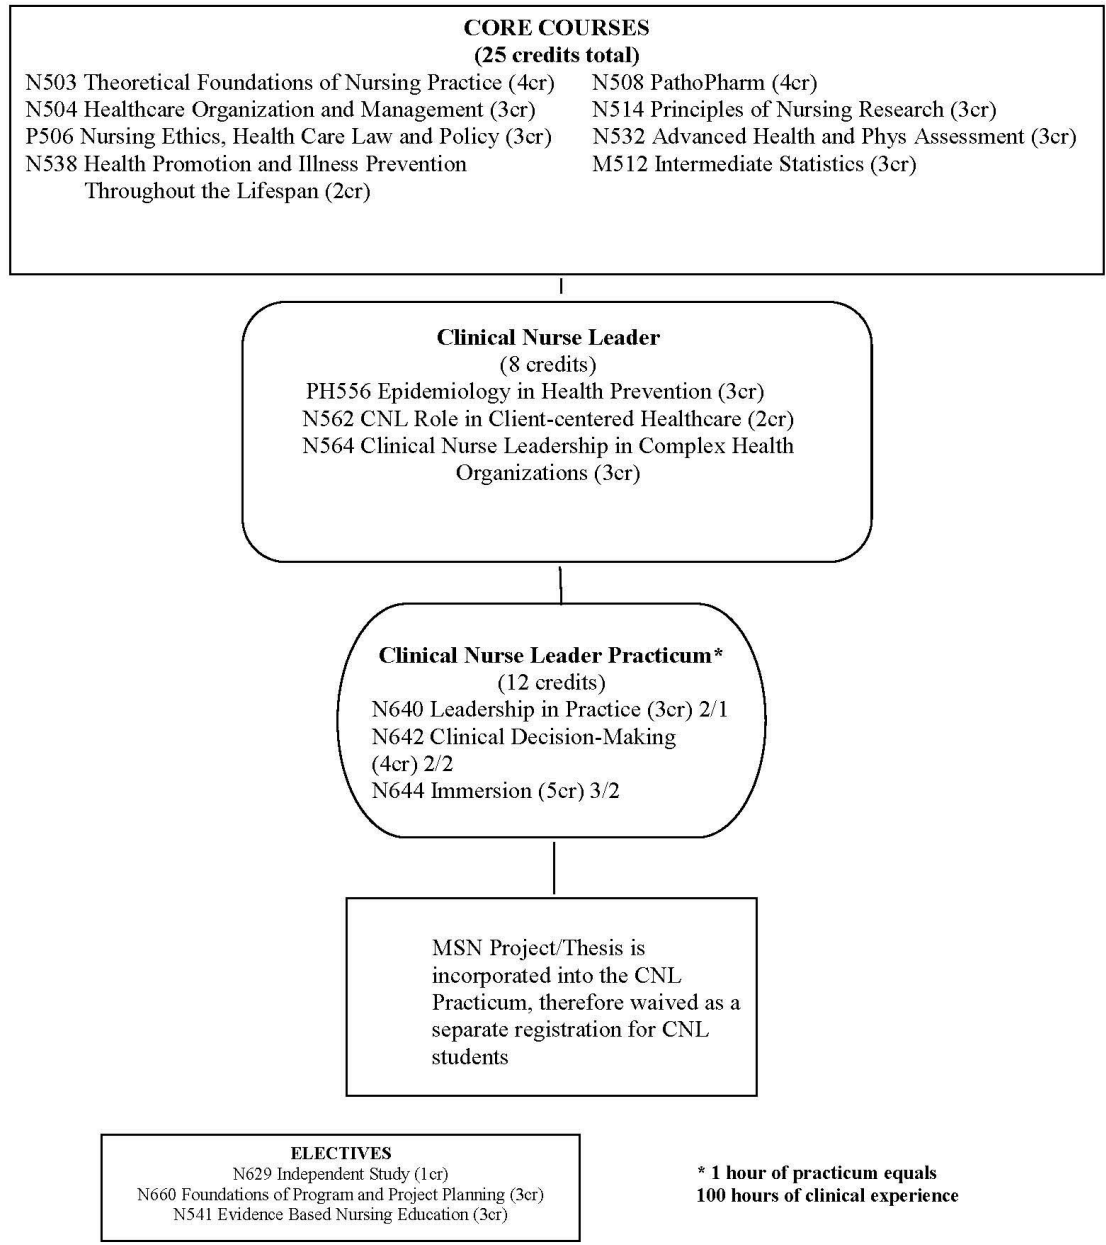 CORE COURSES
(25 credits total)
N503 Theoretical Foundations of Nursing Practice (4cr)
N504 Healthcare Organization and Management (3cr)
P506 Nursing Ethics, Health Care Law and Policy (3cr)
N538 Health Promotion and Illness Prevention
Throughout the Lifespan (2cr)
N508 PathoPharm (4cr)
N514 Principles of Nursing Research (3cr)
N532 Advanced Health and Phys Assessment (3cr)
M512 Intermediate Statistics (3cr)
Clinical Nurse Leader
(8 credits)
PH556 Epidemiology in Health Prevention (3cr)
N562 CNL Role in Client-centered Healthcare (2cr)
N564 Clinical Nurse Leadership in Complex Health
Organizations (3cr)
Clinical Nurse Leader Practicum*
(12 credits)
N640 Leadership in Practice (3cr) 2/1
N642 Clinical Decision-Making
(4cr) 2/2
N644 Immersion (5cr) 3/2
MSN Project/Thesis is
incorporated into the CNL
Practicum, therefore waived as a
separate registration for CNL
students
ELECTIVES
N629 Independent Study (1cr)
N660 Foundations of Program and Project Planning (3cr)
N541 Evidence Based Nursing Education (3cr)
* 1 hour of practicum equals
100 hours of clinical experience